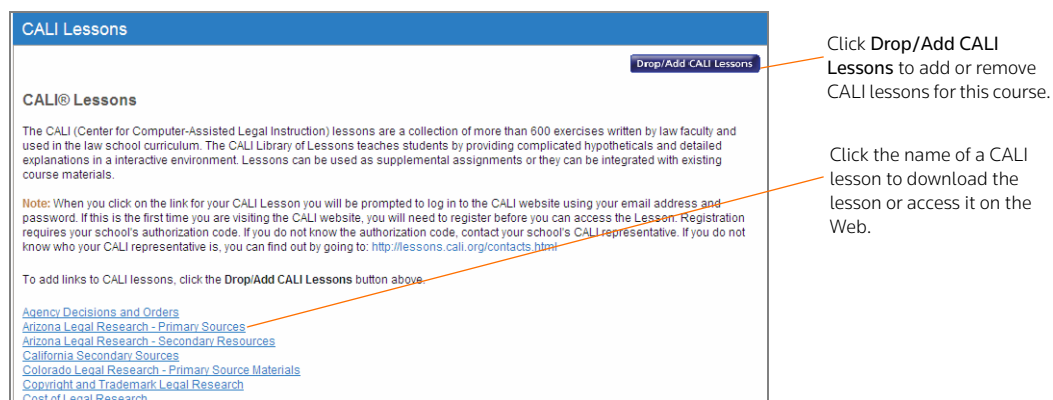 CALI Lessons
Drop/Add CALI Lessons
CALI® Lessons
The CALI (Center for Computer-Assisted Legal Instruction) lessons are a collection of more than 600 exercises written by law faculty and
used in the law school curriculum. The CALI Library of Lessons teaches students by providing complicated hypotheticals and detailed
explanations in a interactive environment. Lessons can be used as supplemental assignments or they can be integrated with existing
course materials.
Note: When you click on the link for your CALI Lesson you will be prompted to log in to the CALI website using your email address and
password. If this is the first time you are visiting the CALI website, you will need to register before you can access the Lesson. Registration
requires your school's authorization code. If you do not know the authorization code, contact your school's CALI representative. If you do not
know who your CALI representative is, you can find out by going to: http://lessons.cali.org/contacts.html
To add links to CALI lessons, click the Drop/Add CALI Lessons button above.
Agency Decisions and Orders
Arizona Legal Research - Primary Sources
Arizona Legal Research - Secondary Resources
California Secondary Sources
Colorado Legal Research - Primary Source Materials
Copyright and Trademark Legal Research
Cost of Legal Research
Click Drop/Add CALI
Lessons to add or remove
CALI lessons for this course.
Click the name of a CALI
lesson to download the
lesson or access it on the
Web.